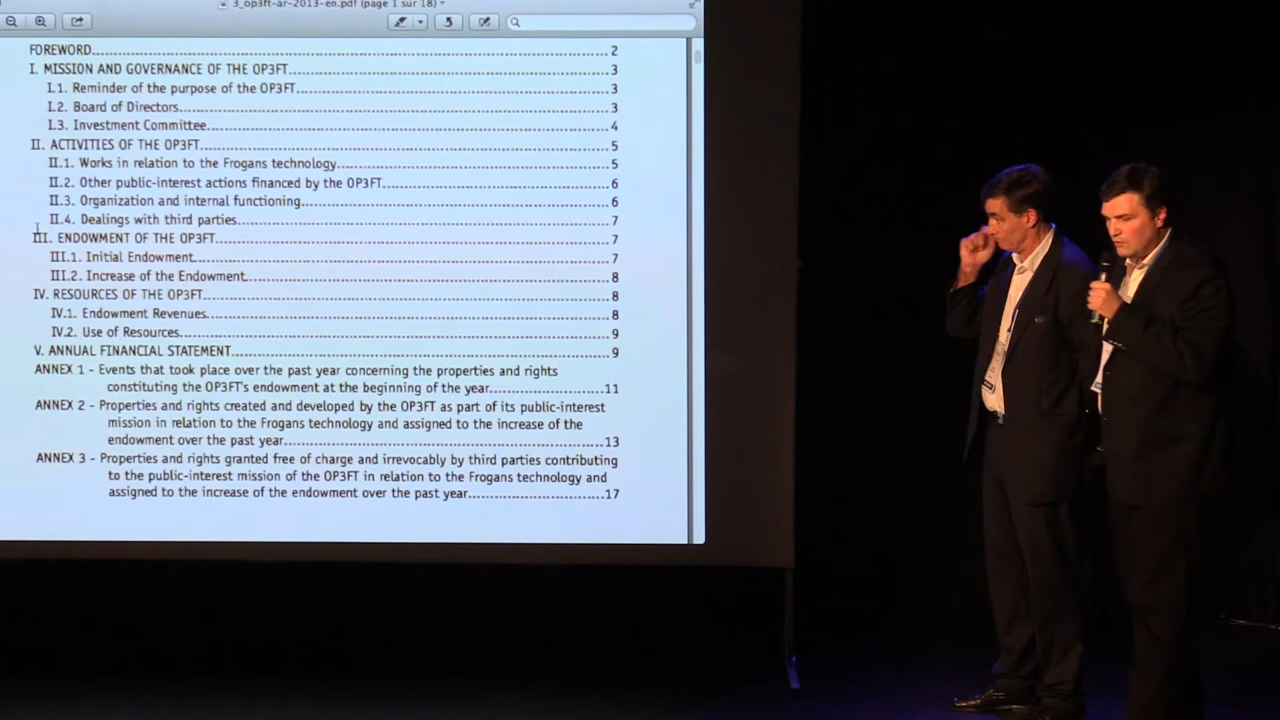 3_op3ft-ar-2013-en.pdf (page 1 sur 18)
FOREWORD 2
I. MISSION AND GOVERNANCE OF THE OP3FT 3
I.1. Reminder of the purpose of the OP3FT 3
I.2. Board of Directors 3
I.3. Investment Committee 4
II. ACTIVITIES OF THE OP3FT 5
II.1. Works in relation to the Frogans technology 5
II.2. Other public-interest actions financed by the OP3FT 6
II.3. Organization and internal functioning 6
II.4. Dealings with third parties 7
III. ENDOWMENT OF THE OP3FT 7
III.1. Initial Endowment 7
III.2. Increase of the Endowment 8
IV. RESOURCES OF THE OP3FT 8
IV.1. Endowment Revenues 8
IV.2. Use of Resources 9
V. ANNUAL FINANCIAL STATEMENT 9
ANNEX 1 - Events that took place over the past year concerning the properties and rights
constituting the OP3FT's endowment at the beginning of the year 11
ANNEX 2 - Properties and rights created and developed by the OP3FT as part of its public-interest
mission in relation to the Frogans technology and assigned to the increase of the
endowment over the past year 13
ANNEX 3 - Properties and rights granted free of charge and irrevocably by third parties contributing
to the public-interest mission of the OP3FT in relation to the Frogans technology and
assigned to the increase of the endowment over the past year 17